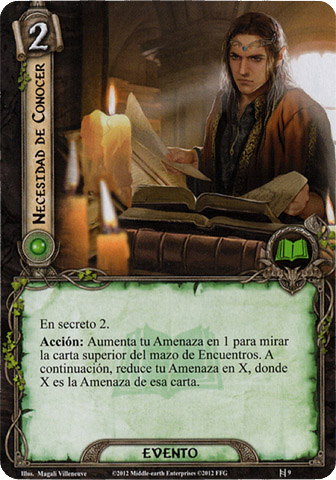 2
Necesidad de Conocer
En secreto 2.
Acción: Aumenta tu Amenaza en 1 para mirar
la carta superior del mazo de Encuentros. A
continuación, reduce tu Amenaza en X, donde
X es la Amenaza de esa carta.
EVENTO
Illus. Magali Villeneuve
©2012 Middle-earth Enterprises ©2012 FFG
9